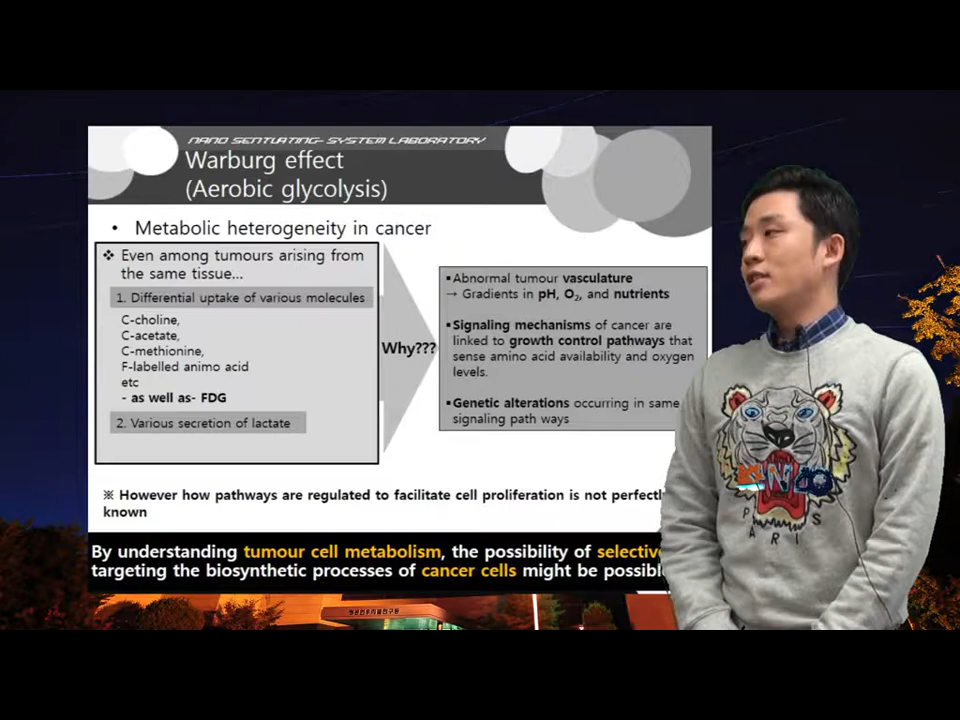 NANO SENTUATING- SYSTEM LABORATORY
Warburg effect
(Aerobic glycolysis)
• Metabolic heterogeneity in cancer
❖ Even among tumours arising from
the same tissue...
1. Differential uptake of various molecules
C-choline,
C-acetate,
C-methionine,
F-labelled animo acid
etc
- as well as- FDG
2. Various secretion of lactate
Why???
▪Abnormal tumour vasculature
→ Gradients in pH, O₂, and nutrients
▪Signaling mechanisms of cancer are
linked to growth control pathways that
sense amino acid availability and oxygen
levels.
▪Genetic alterations occurring in same
signaling path ways
※ However how pathways are regulated to facilitate cell proliferation is not perfectly
known
By understanding tumour cell metabolism, the possibility of selective
targeting the biosynthetic processes of cancer cells might be possibl
KENZO
PARIS